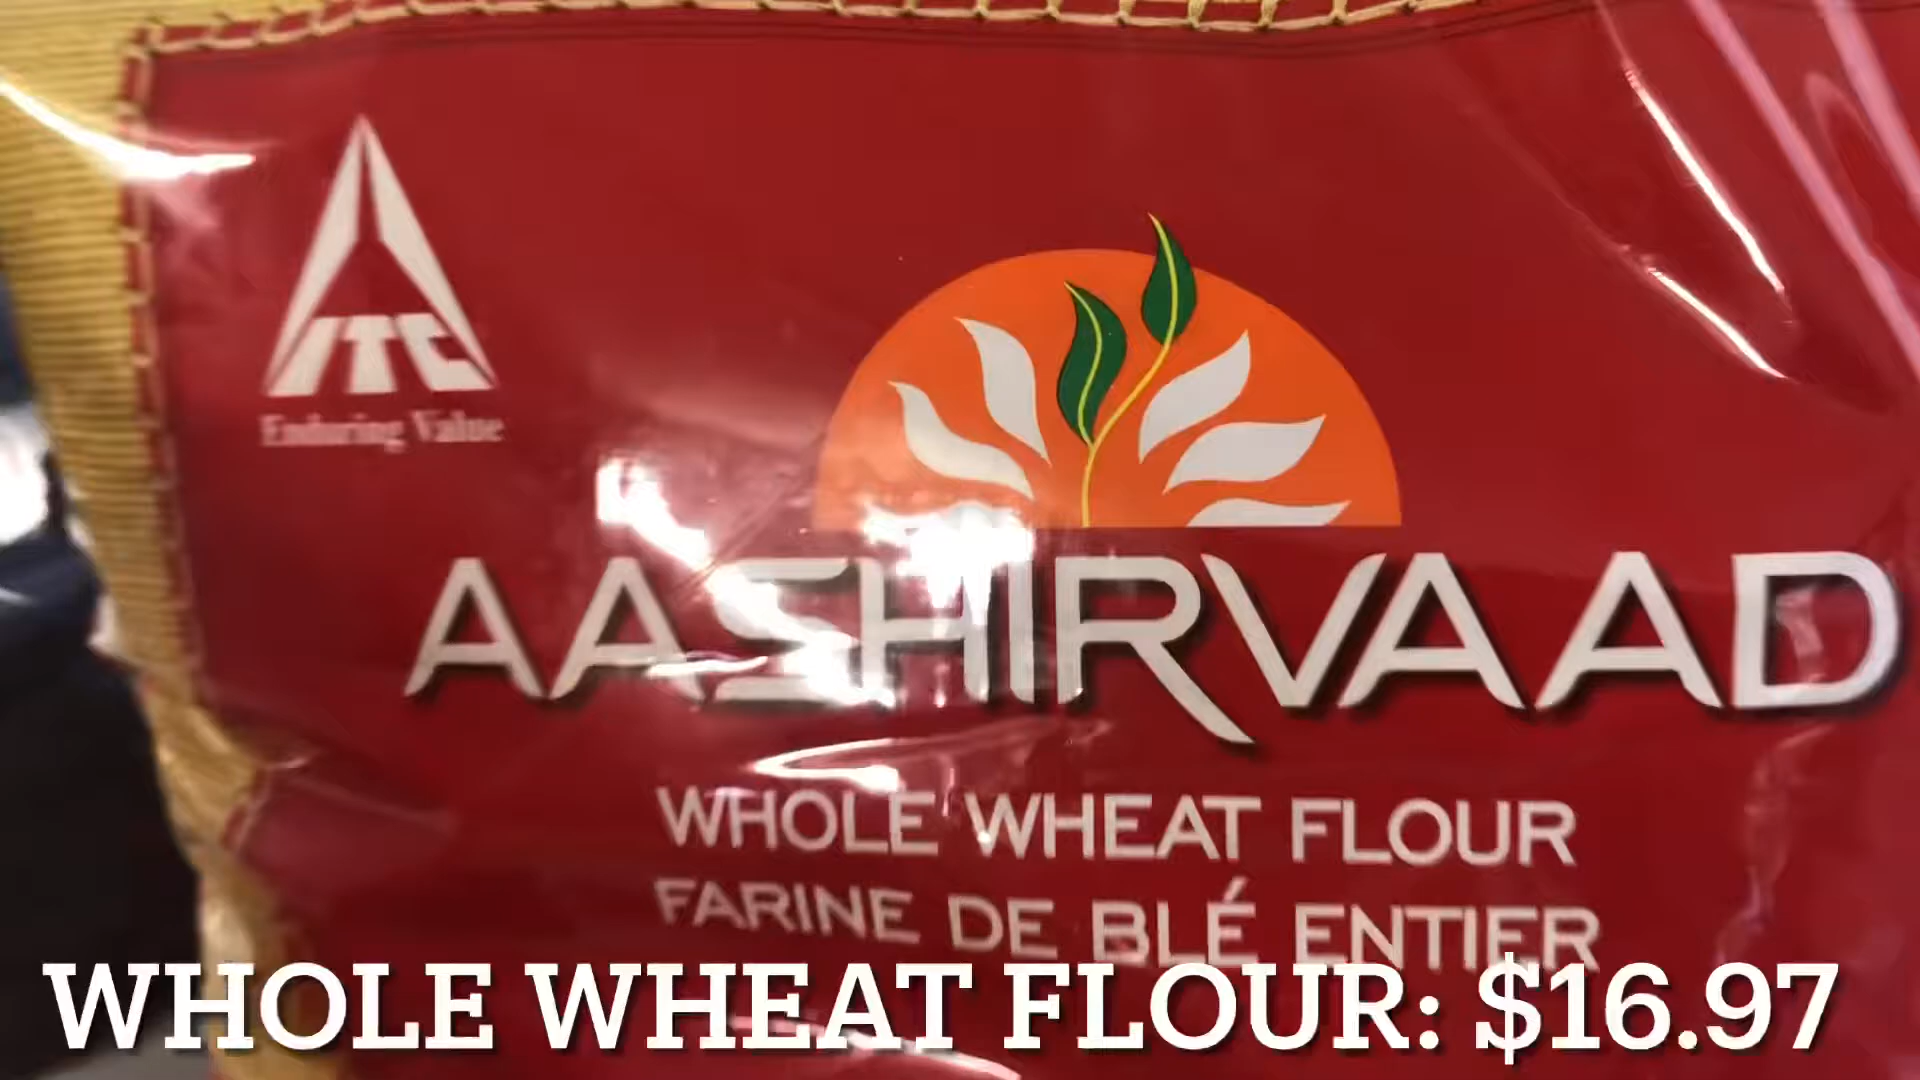 ITC
Enduring Value
AASHIRVAAD
WHOLE WHEAT FLOUR
FARINE DE BLÉ ENTIER
WHOLE WHEAT FLOUR: $16.97